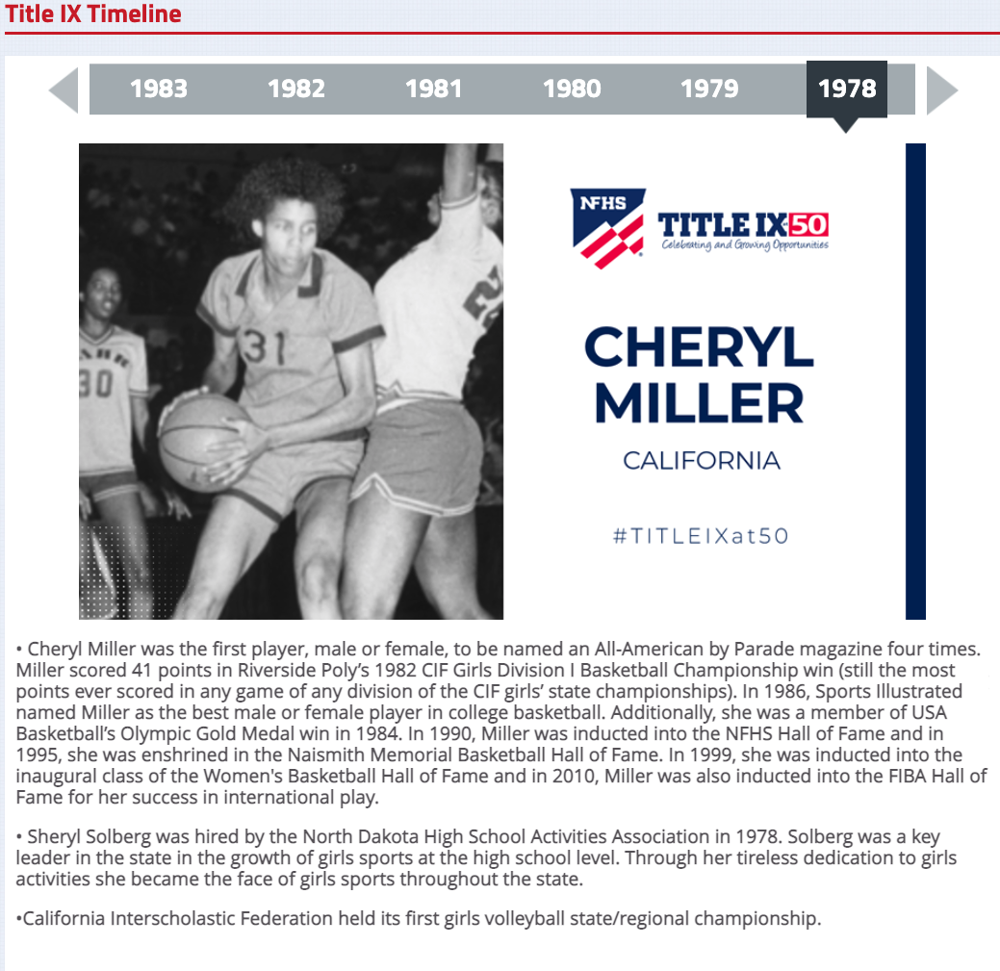 Title IX Timeline
1983 1982 1981 1980 1979 1978
NFHS
TITLE IX 50
Celebrating and Growing Opportunities
31
30
CHERYL
MILLER
CALIFORNIA
#TITLEIXat50
• Cheryl Miller was the first player, male or female, to be named an All-American by Parade magazine four times.
Miller scored 41 points in Riverside Poly’s 1982 CIF Girls Division I Basketball Championship win (still the most
points ever scored in any game of any division of the CIF girls’ state championships). In 1986, Sports Illustrated
named Miller as the best male or female player in college basketball. Additionally, she was a member of USA
Basketball’s Olympic Gold Medal win in 1984. In 1990, Miller was inducted into the NFHS Hall of Fame and in
1995, she was enshrined in the Naismith Memorial Basketball Hall of Fame. In 1999, she was inducted into the
inaugural class of the Women's Basketball Hall of Fame and in 2010, Miller was also inducted into the FIBA Hall of
Fame for her success in international play.
• Sheryl Solberg was hired by the North Dakota High School Activities Association in 1978. Solberg was a key
leader in the state in the growth of girls sports at the high school level. Through her tireless dedication to girls
activities she became the face of girls sports throughout the state.
•California Interscholastic Federation held its first girls volleyball state/regional championship.